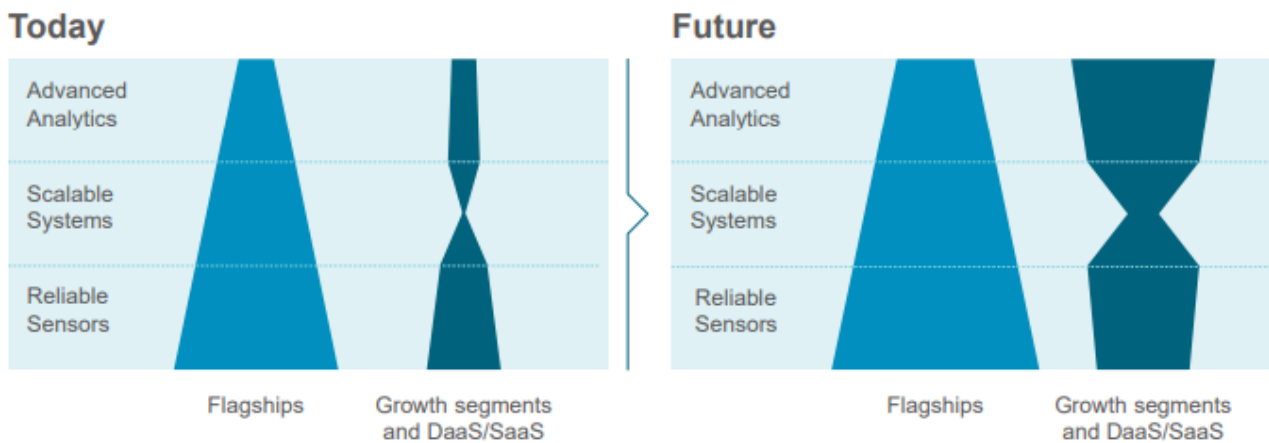 Today
Advanced
Analytics
Scalable
Systems
Reliable
Sensors
Flagships
Growth segments
and DaaS/SaaS
Future
Advanced
Analytics
Scalable
Systems
Reliable
Sensors
Flagships
Growth segments
and DaaS/SaaS